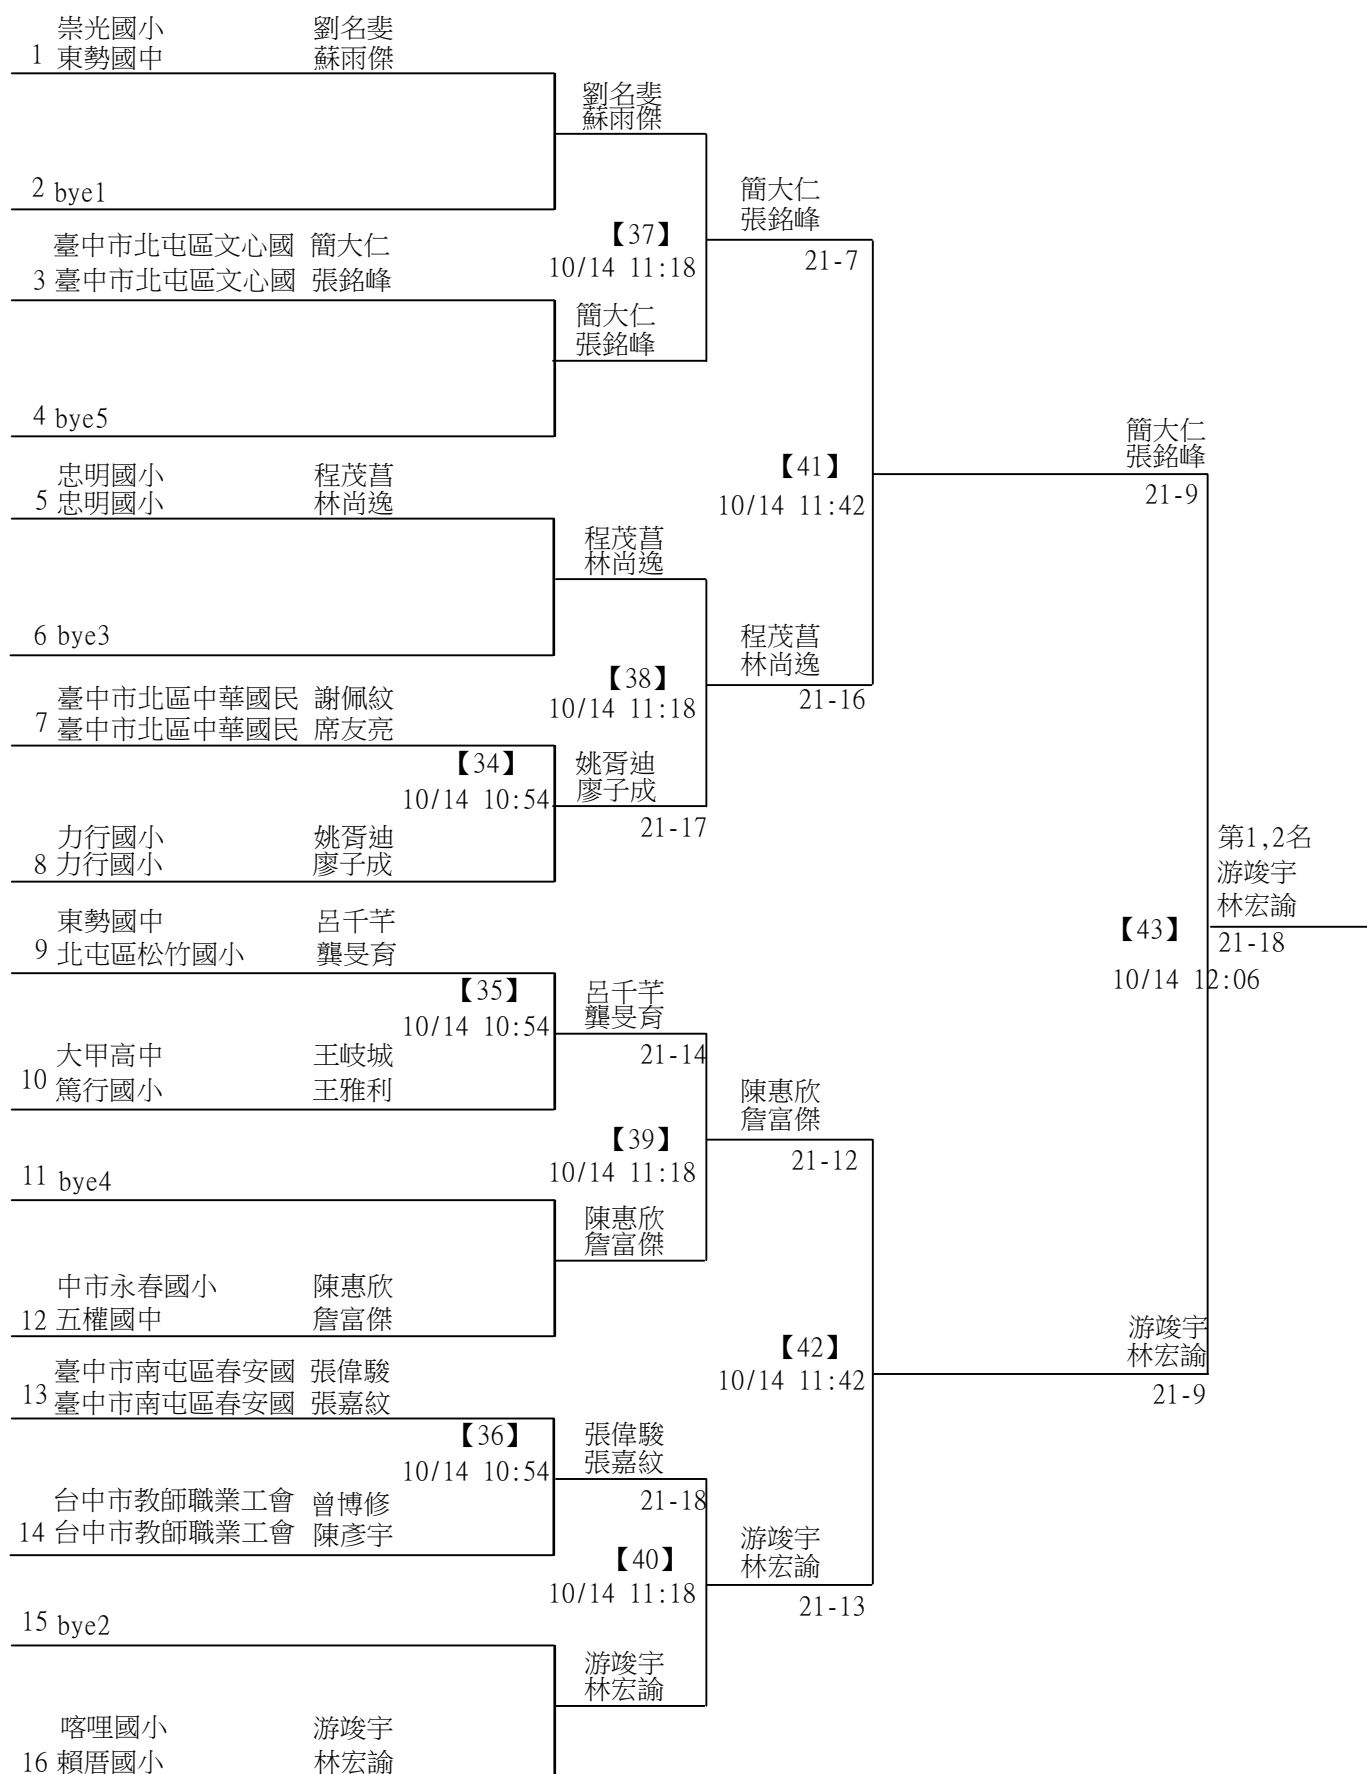 崇光國小 劉名斐
1 東勢國中 蘇雨傑
劉名斐
蘇雨傑
2 bye1
簡大仁
張銘峰
21-7
【37】
10/14 11:18
臺中市北屯區文心國 簡大仁
3 臺中市北屯區文心國 張銘峰
簡大仁
張銘峰
4 bye5
簡大仁
張銘峰
21-9
【41】
10/14 11:42
忠明國小 程茂菖
5 忠明國小 林尚逸
程茂菖
林尚逸
6 bye3
程茂菖
林尚逸
21-16
【38】
10/14 11:18
臺中市北區中華國民 謝佩紋
7 臺中市北區中華國民 席友亮
【34】
10/14 10:54
姚胥迪
廖子成
21-17
力行國小 姚胥迪
8 力行國小 廖子成
第1,2名
游竣宇
林宏諭
21-18
【43】
10/14 12:06
東勢國中 呂千芊
9 北屯區松竹國小 龔旻育
【35】
10/14 10:54
呂千芊
龔旻育
21-14
大甲高中 王岐城
10 篤行國小 王雅利
陳惠欣
詹富傑
21-12
【39】
10/14 11:18
11 bye4
陳惠欣
詹富傑
中市永春國小 陳惠欣
12 五權國中 詹富傑
【42】
10/14 11:42
游竣宇
林宏諭
21-9
臺中市南屯區春安國 張偉駿
13 臺中市南屯區春安國 張嘉紋
【36】
10/14 10:54
張偉駿
張嘉紋
21-18
台中市教師職業工會 曾博修
14 台中市教師職業工會 陳彥宇
【40】
10/14 11:18
游竣宇
林宏諭
21-13
15 bye2
游竣宇
林宏諭
喀哩國小 游竣宇
16 賴厝國小 林宏諭